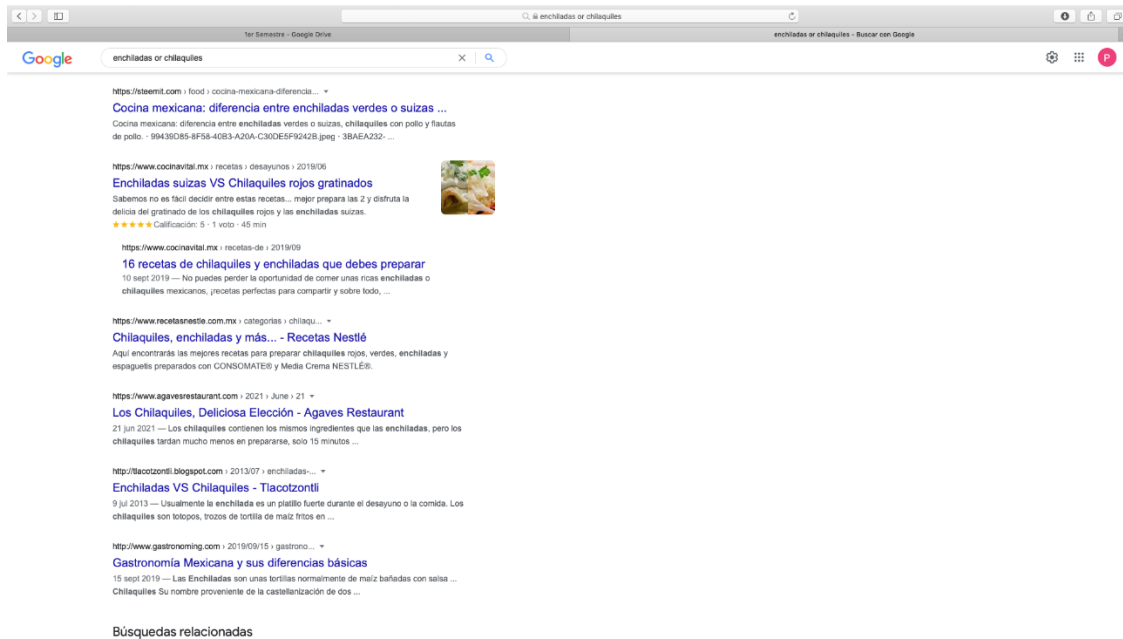 enchiladas or chilaquiles
1er Semestre - Google Drive
enchiladas or chilaquiles - Buscar con Google
Google
enchiladas or chilaquiles
P
https://steemit.com › food › cocina-mexicana-diferencia...
Cocina mexicana: diferencia entre enchiladas verdes o suizas ...
Cocina mexicana: diferencia entre enchiladas verdes o suizas, chilaquiles con pollo y flautas
de pollo. · 99439D85-8F58-40B3-A20A-C30DE5F9242B.jpeg · 3BAEA232- ...
https://www.cocinavital.mx › recetas › desayunos › 2019/06
Enchiladas suizas VS Chilaquiles rojos gratinados
Sabemos no es fácil decidir entre estas recetas... mejor prepara las 2 y disfruta la
delicia del gratinado de los chilaquiles rojos y las enchiladas suizas.
★★★★★ Calificación: 5 · 1 voto · 45 min
https://www.cocinavital.mx › recetas-de › 2019/09
16 recetas de chilaquiles y enchiladas que debes preparar
10 sept 2019 — No puedes perder la oportunidad de comer unas ricas enchiladas o
chilaquiles mexicanos, ¡recetas perfectas para compartir y sobre todo, ...
https://www.recetasnestle.com.mx › categorias › chilaqu...
Chilaquiles, enchiladas y más... - Recetas Nestlé
Aquí encontrarás las mejores recetas para preparar chilaquiles rojos, verdes, enchiladas y
espaguetis preparados con CONSOMATE® y Media Crema NESTLÉ®.
https://www.agavesrestaurant.com › 2021 › June › 21
Los Chilaquiles, Deliciosa Elección - Agaves Restaurant
21 jun 2021 — Los chilaquiles contienen los mismos ingredientes que las enchiladas, pero los
chilaquiles tardan mucho menos en prepararse, solo 15 minutos ...
http://tlacotzontli.blogspot.com › 2013/07 › enchiladas-...
Enchiladas VS Chilaquiles - Tlacotzontli
9 jul 2013 — Usualmente la enchilada es un platillo fuerte durante el desayuno o la comida. Los
chilaquiles son totopos, trozos de tortilla de maíz fritos en ...
http://www.gastronoming.com › 2019/09/15 › gastrono...
Gastronomía Mexicana y sus diferencias básicas
15 sept 2019 — Las Enchiladas son unas tortillas normalmente de maíz bañadas con salsa ...
Chilaquiles Su nombre proveniente de la castellanización de dos ...
Búsquedas relacionadas